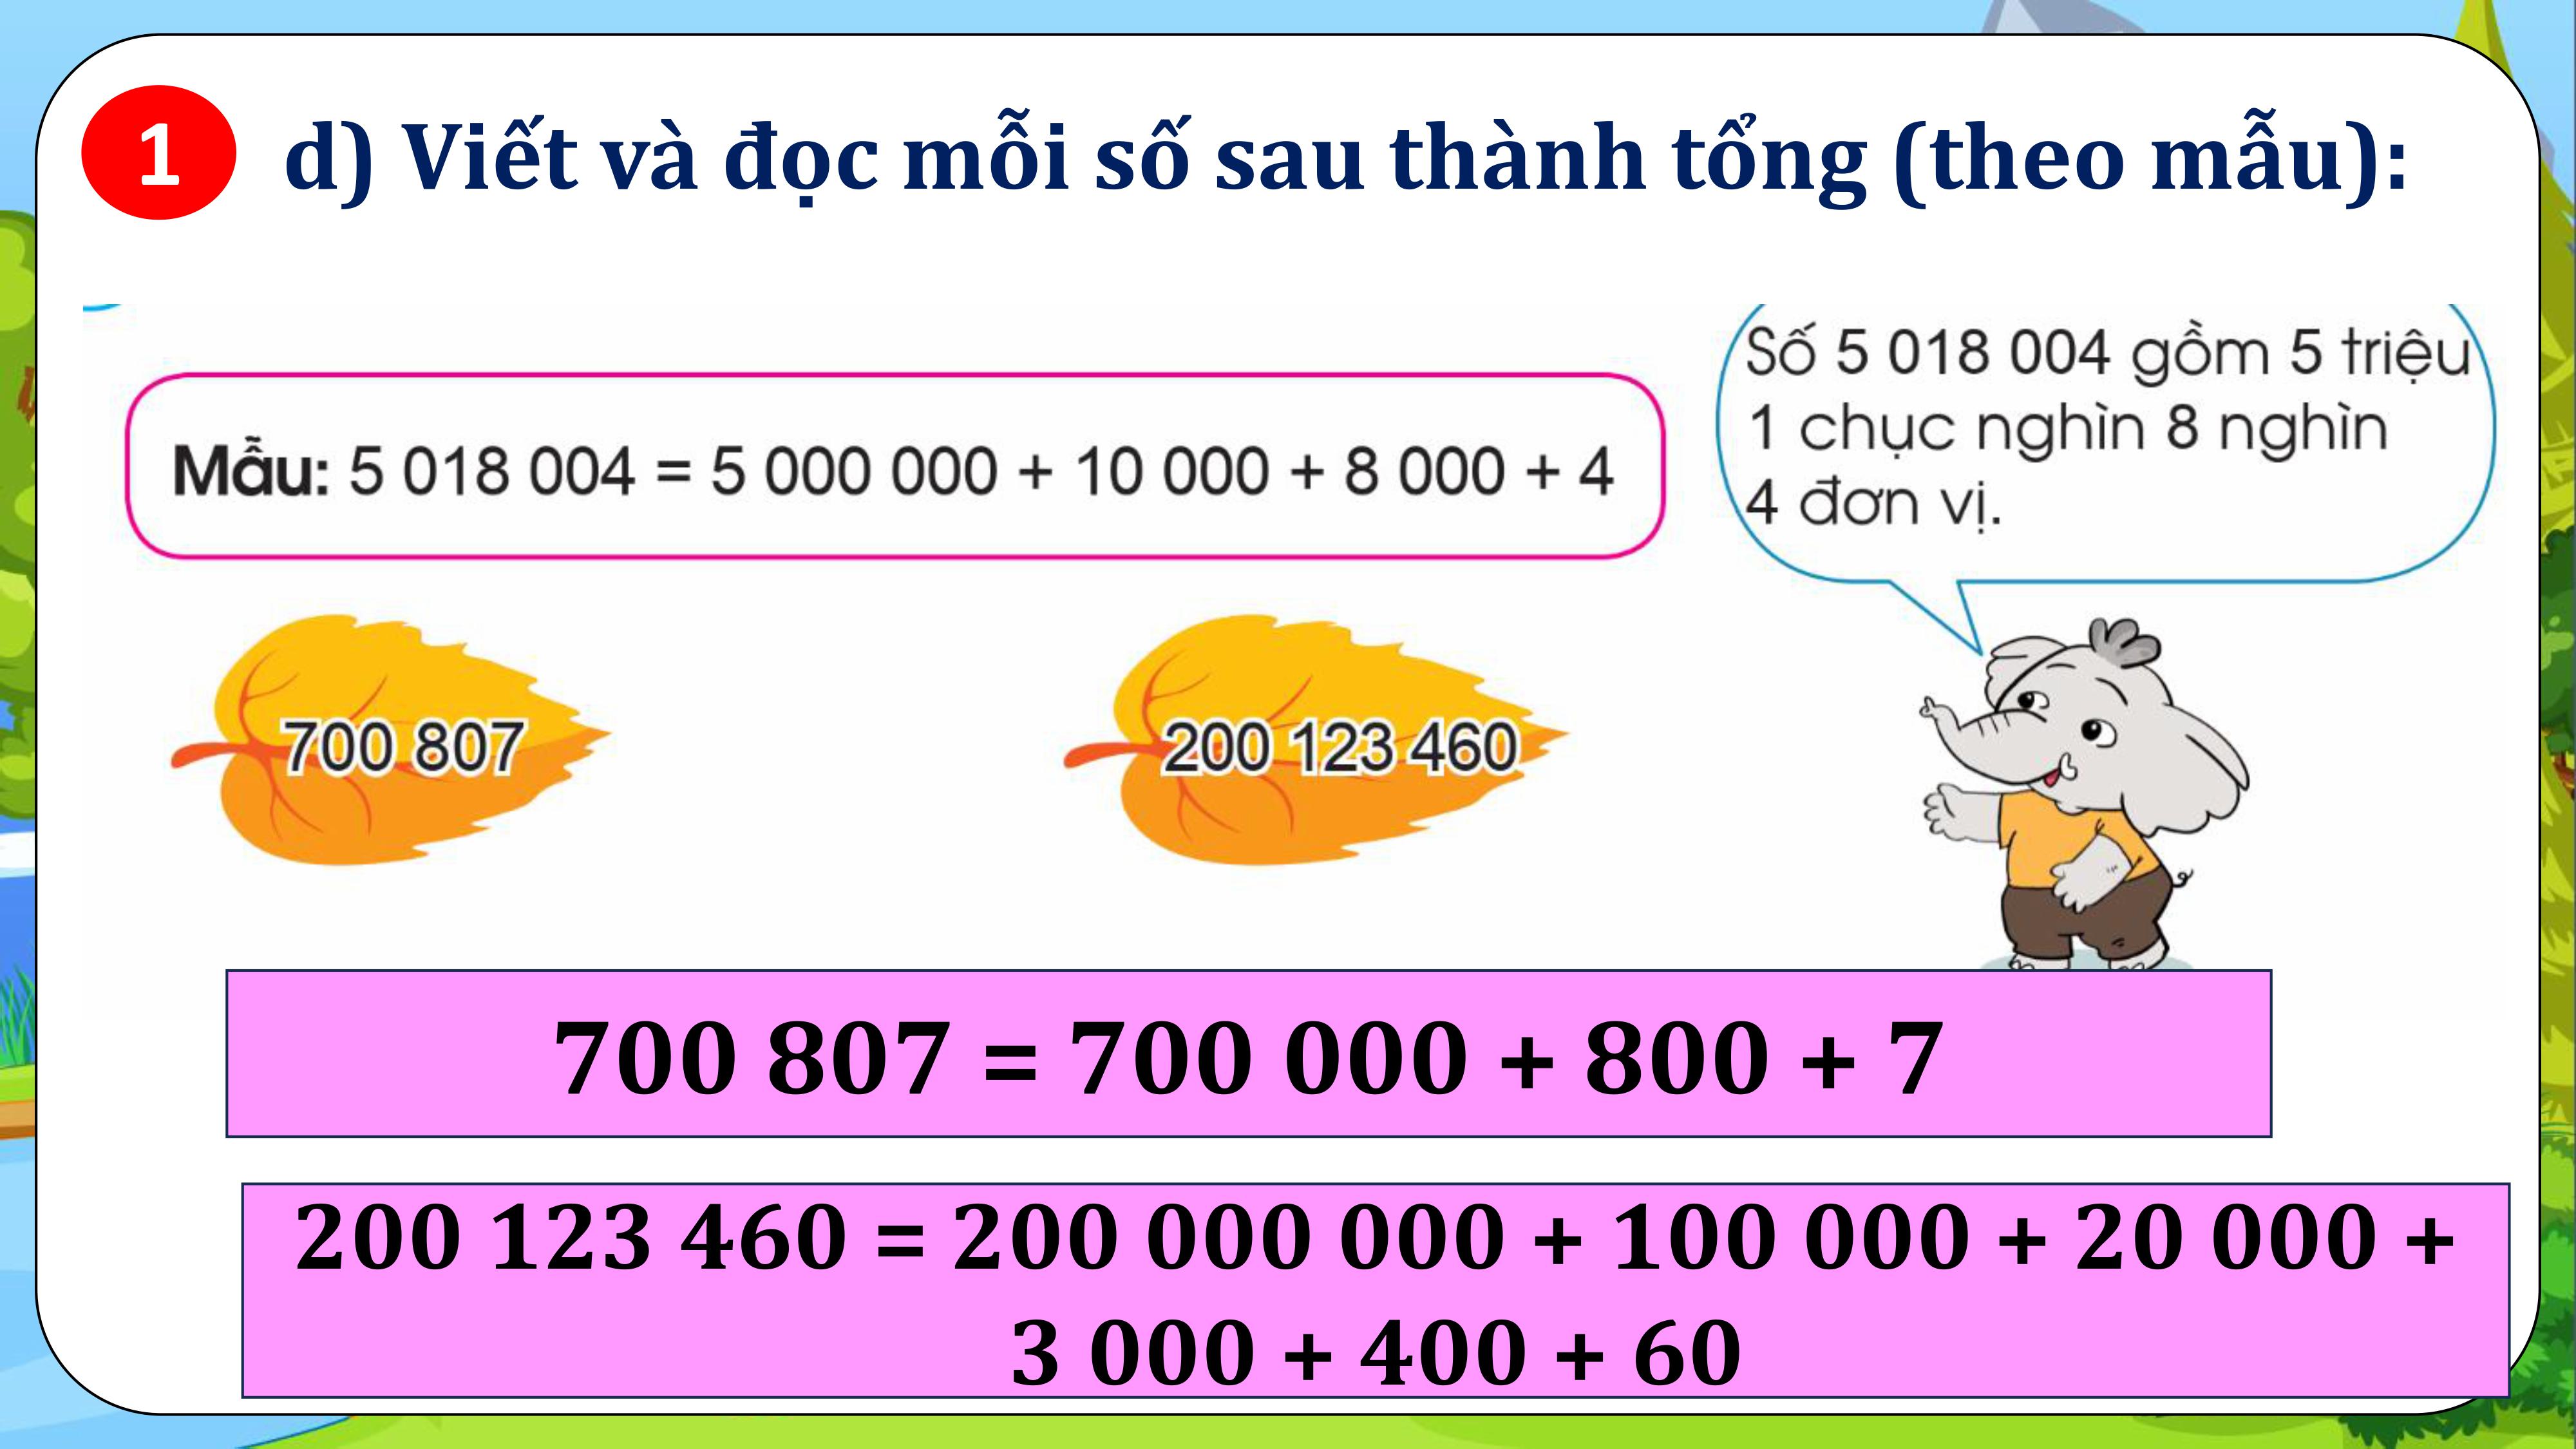 1
d) Viết và đọc mỗi số sau thành tổng (theo mẫu):
Số 5 018 004 gồm 5 triệu
1 chục nghìn 8 nghìn
4 đơn vị.
Mẫu: 5 018 004 = 5 000 000 + 10 000 + 8 000 + 4
700 807
200 123 460
700 807 = 700 000 + 800 + 7
200 123 460 = 200 000 000 + 100 000 + 20 000 +
3 000 + 400 + 60